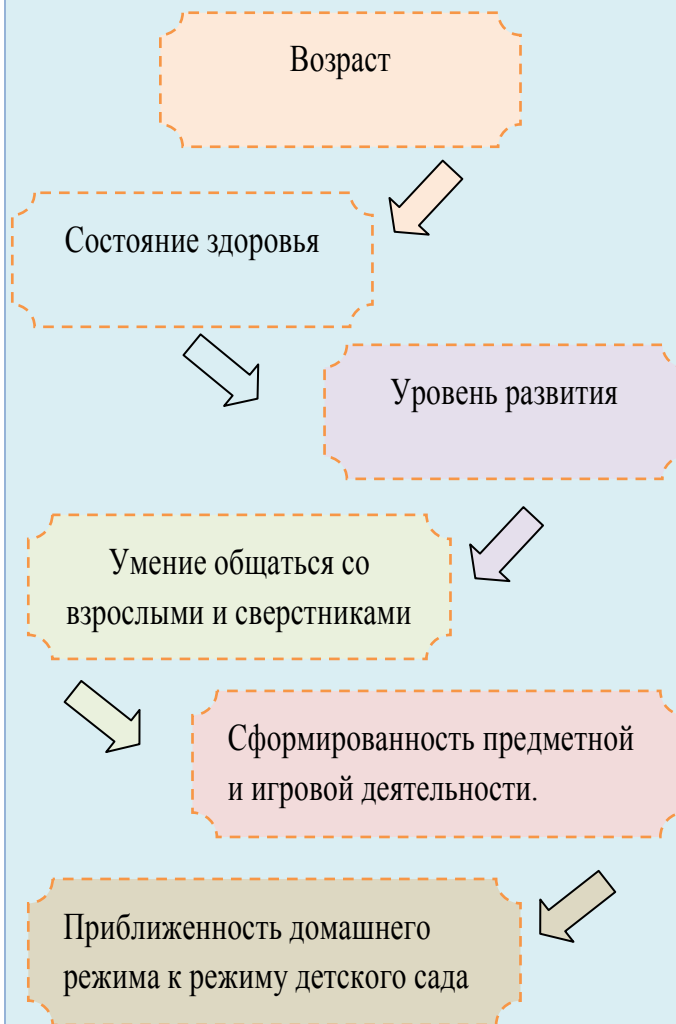 Возраст
Состояние здоровья
Уровень развития
Умение общаться со
взрослыми и сверстниками
Сформированность предметной
и игровой деятельности.
Приближенность домашнего
режима к режиму детского сада